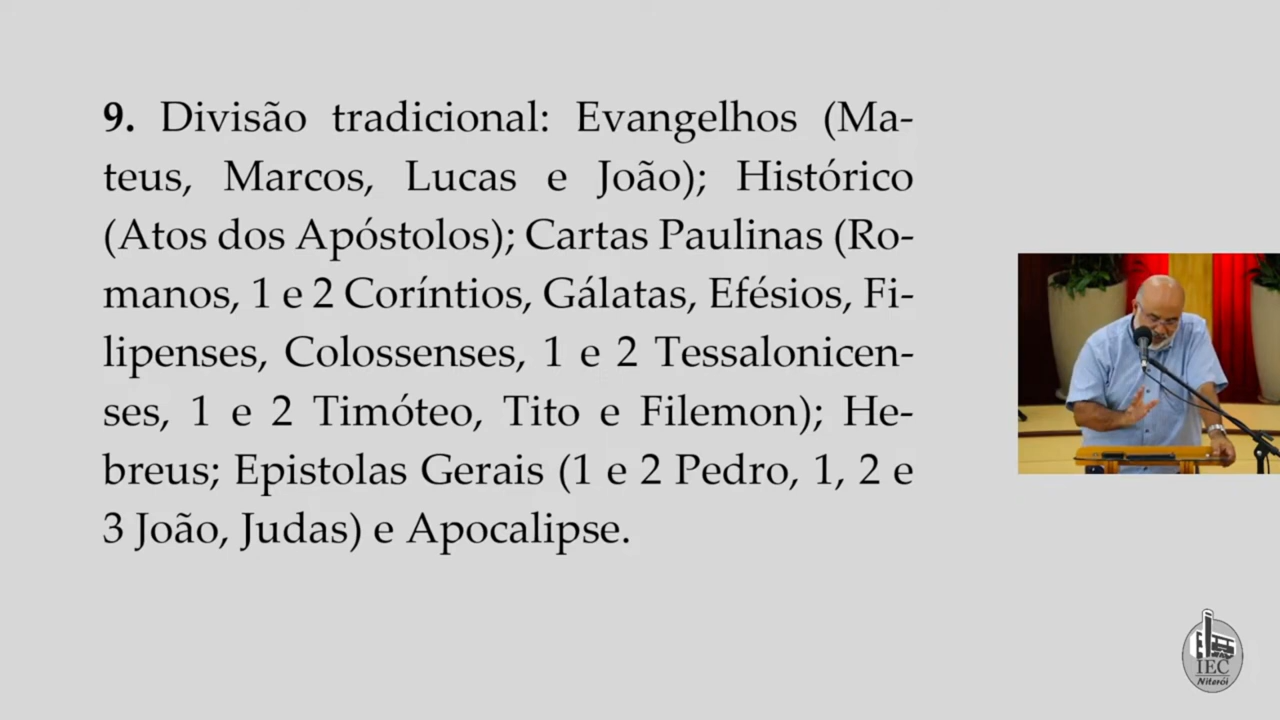 9. Divisão tradicional: Evangelhos (Ma-
teus, Marcos, Lucas e João); Histórico
(Atos dos Apóstolos); Cartas Paulinas (Ro-
manos, 1 e 2 Coríntios, Gálatas, Efésios, Fi-
lipenses, Colossenses, 1 e 2 Tessalonicen-
ses, 1 e 2 Timóteo, Tito e Filemon); He-
breus; Epistolas Gerais (1 e 2 Pedro, 1, 2 e
3 João, Judas) e Apocalipse.
IEC
Niterói